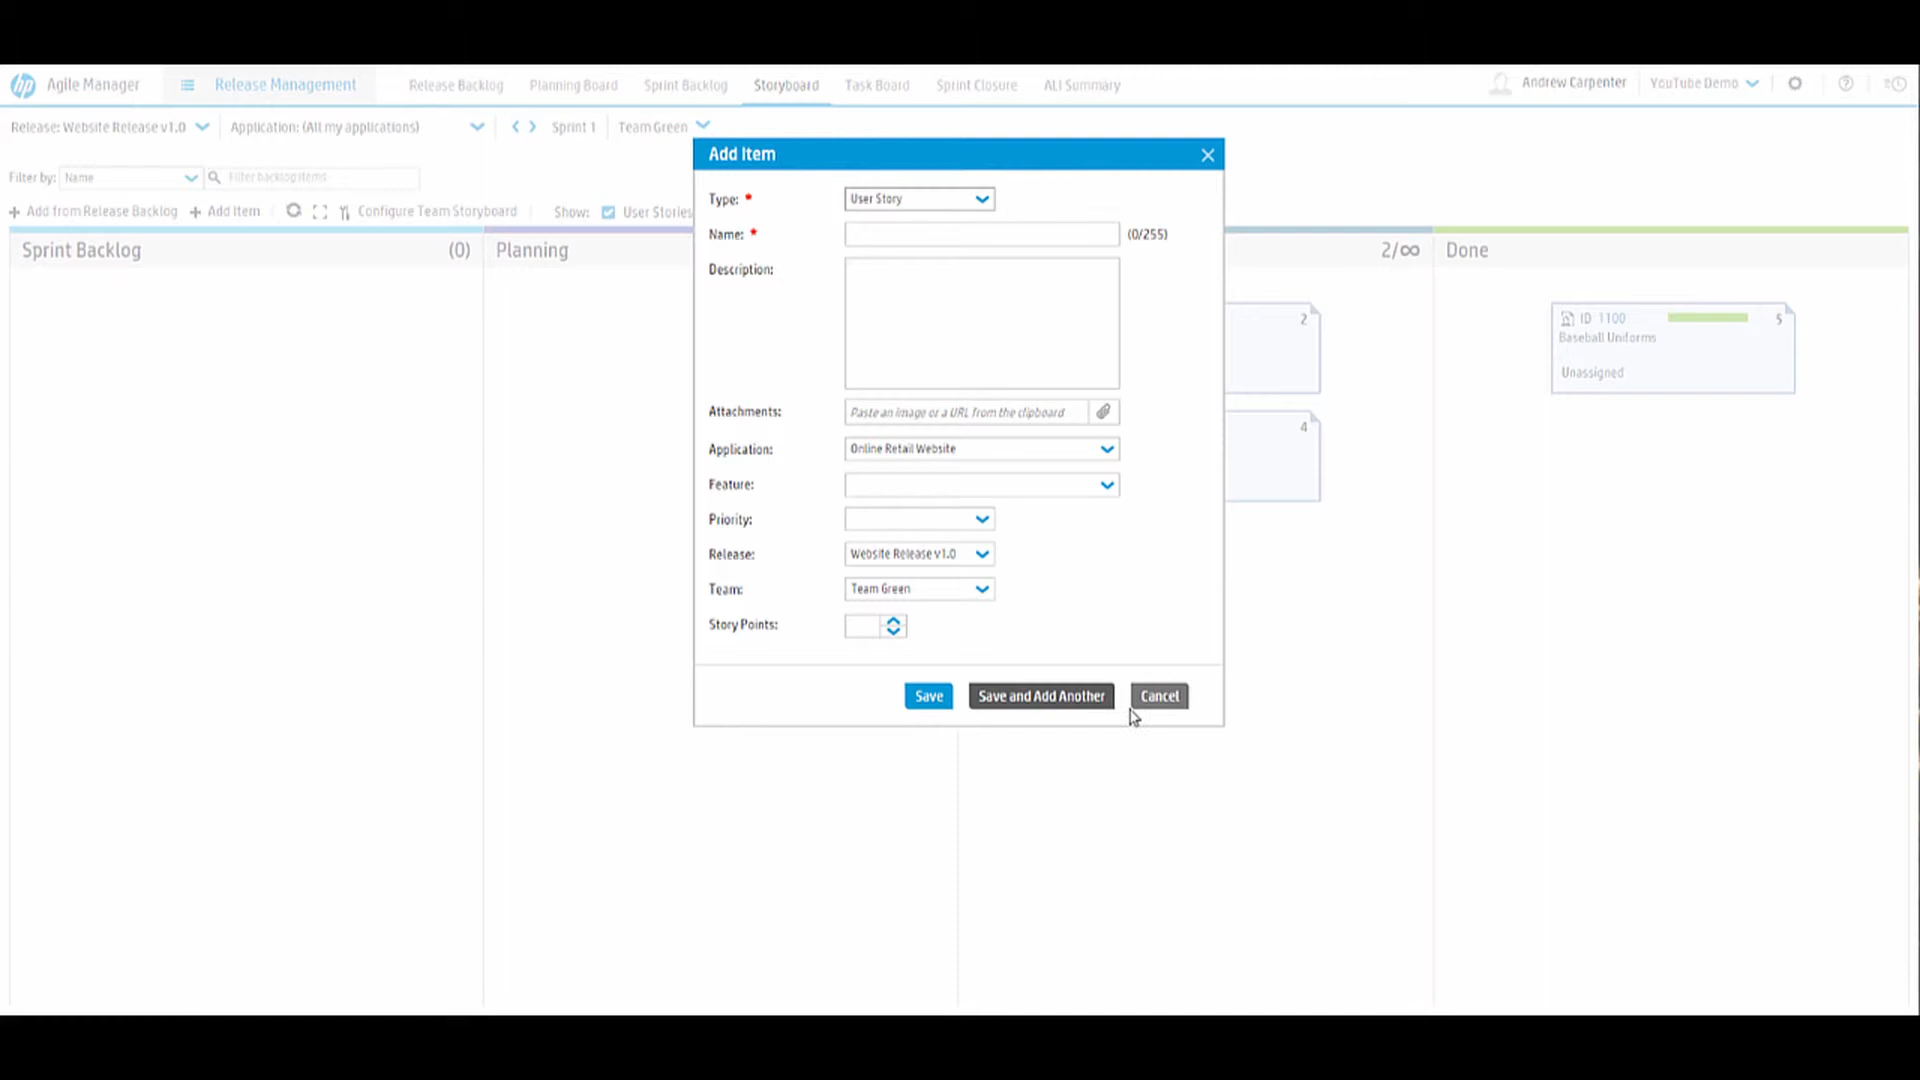 hp Agile Manager Release Management Release Backlog Planning Board Sprint Backlog Storyboard Task Board Sprint Closure ALI Summary Andrew Carpenter YouTube Demo
Release: Website Release v1.0 Application: (All my applications) Sprint 1 Team Green
Add Item
Filter by: Name Filter backlog items
Type: * User Story
+ Add from Release Backlog + Add Item Configure Team Storyboard Show: User Stories
Name: * (0/255)
Sprint Backlog (0) Planning 2/∞ Done
Description:
ID 1100 5
Baseball Uniforms
Unassigned
2
4
Attachments: Paste an image or a URL from the clipboard
Application: Online Retail Website
Feature:
Priority:
Release: Website Release v1.0
Team: Team Green
Story Points:
Save Save and Add Another Cancel